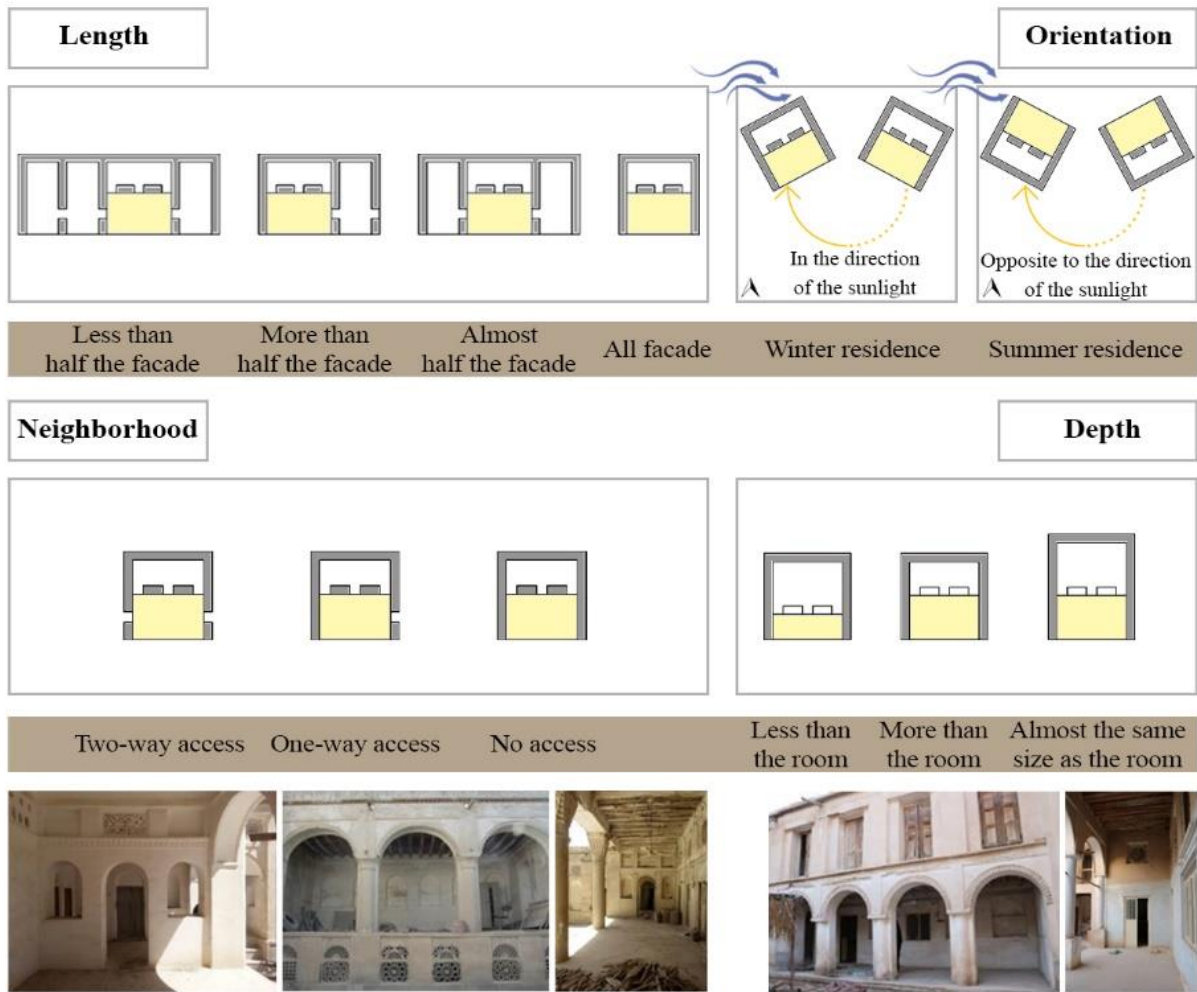 Length
Orientation
In the direction
of the sunlight
Opposite to the direction
of the sunlight
Less than
half the facade
More than
half the facade
Almost
half the facade
All facade
Winter residence
Summer residence
Neighborhood
Depth
Two-way access
One-way access
No access
Less than
the room
More than
the room
Almost the same
size as the room